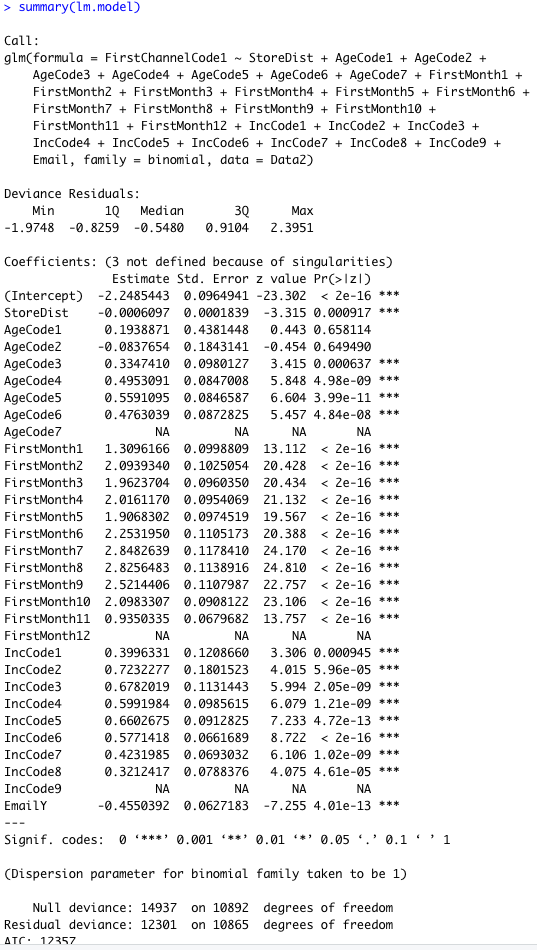 > summary(lm.model)
Call:
glm(formula = FirstChannelCode1 ~ StoreDist + AgeCode1 + AgeCode2 +
    AgeCode3 + AgeCode4 + AgeCode5 + AgeCode6 + AgeCode7 + FirstMonth1 +
    FirstMonth2 + FirstMonth3 + FirstMonth4 + FirstMonth5 + FirstMonth6 +
    FirstMonth7 + FirstMonth8 + FirstMonth9 + FirstMonth10 +
    FirstMonth11 + FirstMonth12 + IncCode1 + IncCode2 + IncCode3 +
    IncCode4 + IncCode5 + IncCode6 + IncCode7 + IncCode8 + IncCode9 +
    Email, family = binomial, data = Data2)
Deviance Residuals:
    Min      1Q  Median      3Q     Max
-1.9748 -0.8259 -0.5480  0.9104  2.3951
Coefficients: (3 not defined because of singularities)
              Estimate Std. Error z value Pr(>|z|)
(Intercept)  -2.2485443  0.0964941 -23.302  < 2e-16 ***
StoreDist    -0.0006097  0.0001839  -3.315 0.000917 ***
AgeCode1      0.1938871  0.4381448   0.443 0.658114
AgeCode2     -0.0837654  0.1843141  -0.454 0.649490
AgeCode3      0.3347410  0.0980127   3.415 0.000637 ***
AgeCode4      0.4953091  0.0847008   5.848 4.98e-09 ***
AgeCode5      0.5591095  0.0846587   6.604 3.99e-11 ***
AgeCode6      0.4763039  0.0872825   5.457 4.84e-08 ***
AgeCode7             NA         NA      NA       NA
FirstMonth1   1.3096166  0.0998809  13.112  < 2e-16 ***
FirstMonth2   2.0939340  0.1025054  20.428  < 2e-16 ***
FirstMonth3   1.9623704  0.0960350  20.434  < 2e-16 ***
FirstMonth4   2.0161170  0.0954069  21.132  < 2e-16 ***
FirstMonth5   1.9068302  0.0974519  19.567  < 2e-16 ***
FirstMonth6   2.2531950  0.1105173  20.388  < 2e-16 ***
FirstMonth7   2.8482639  0.1178410  24.170  < 2e-16 ***
FirstMonth8   2.8256483  0.1138916  24.810  < 2e-16 ***
FirstMonth9   2.5214406  0.1107987  22.757  < 2e-16 ***
FirstMonth10  2.0983307  0.0908122  23.106  < 2e-16 ***
FirstMonth11  0.9350335  0.0679682  13.757  < 2e-16 ***
FirstMonth12         NA         NA      NA       NA
IncCode1      0.3996331  0.1208660   3.306 0.000945 ***
IncCode2      0.7232277  0.1801523   4.015 5.96e-05 ***
IncCode3      0.6782019  0.1131443   5.994 2.05e-09 ***
IncCode4      0.5991984  0.0985615   6.079 1.21e-09 ***
IncCode5      0.6602675  0.0912825   7.233 4.72e-13 ***
IncCode6      0.5771418  0.0661689   8.722  < 2e-16 ***
IncCode7      0.4231985  0.0693032   6.106 1.02e-09 ***
IncCode8      0.3212417  0.0788376   4.075 4.61e-05 ***
IncCode9             NA         NA      NA       NA
EmailY       -0.4550392  0.0627183  -7.255 4.01e-13 ***
---
Signif. codes:  0 ‘***’ 0.001 ‘**’ 0.01 ‘*’ 0.05 ‘.’ 0.1 ‘ ’ 1
(Dispersion parameter for binomial family taken to be 1)
    Null deviance: 14937  on 10892  degrees of freedom
Residual deviance: 12301  on 10865  degrees of freedom
AIC: 12357